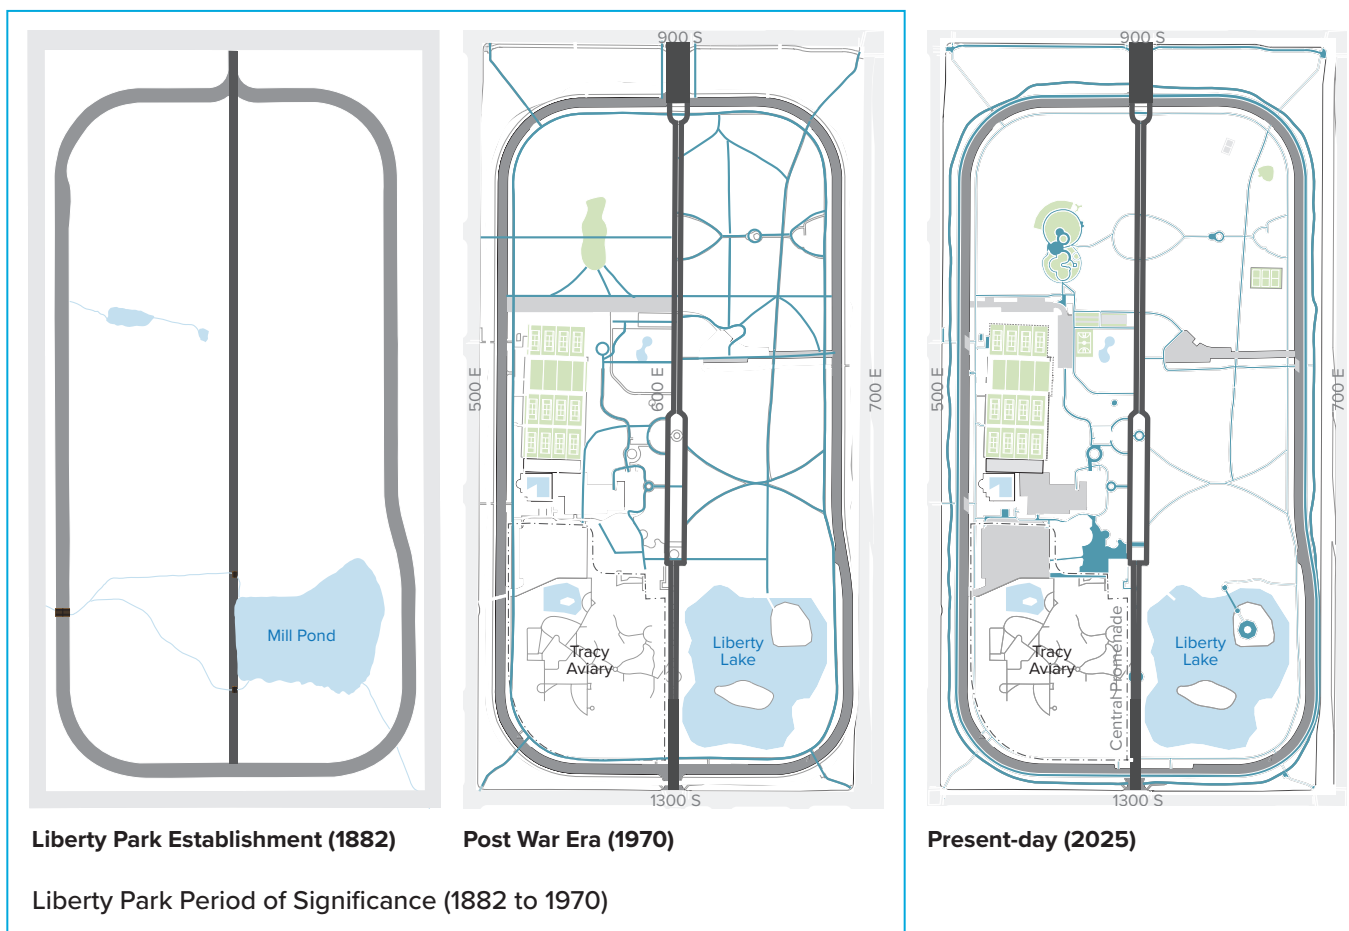 Mill Pond
Liberty Park Establishment (1882)
900 S
500 E
600 E
700 E
Tracy
Aviary
Liberty
Lake
1300 S
Post War Era (1970)
Liberty Park Period of Significance (1882 to 1970)
900 S
500 E
700 E
Tracy
Aviary
Central Promenade
Liberty
Lake
1300 S
Present-day (2025)